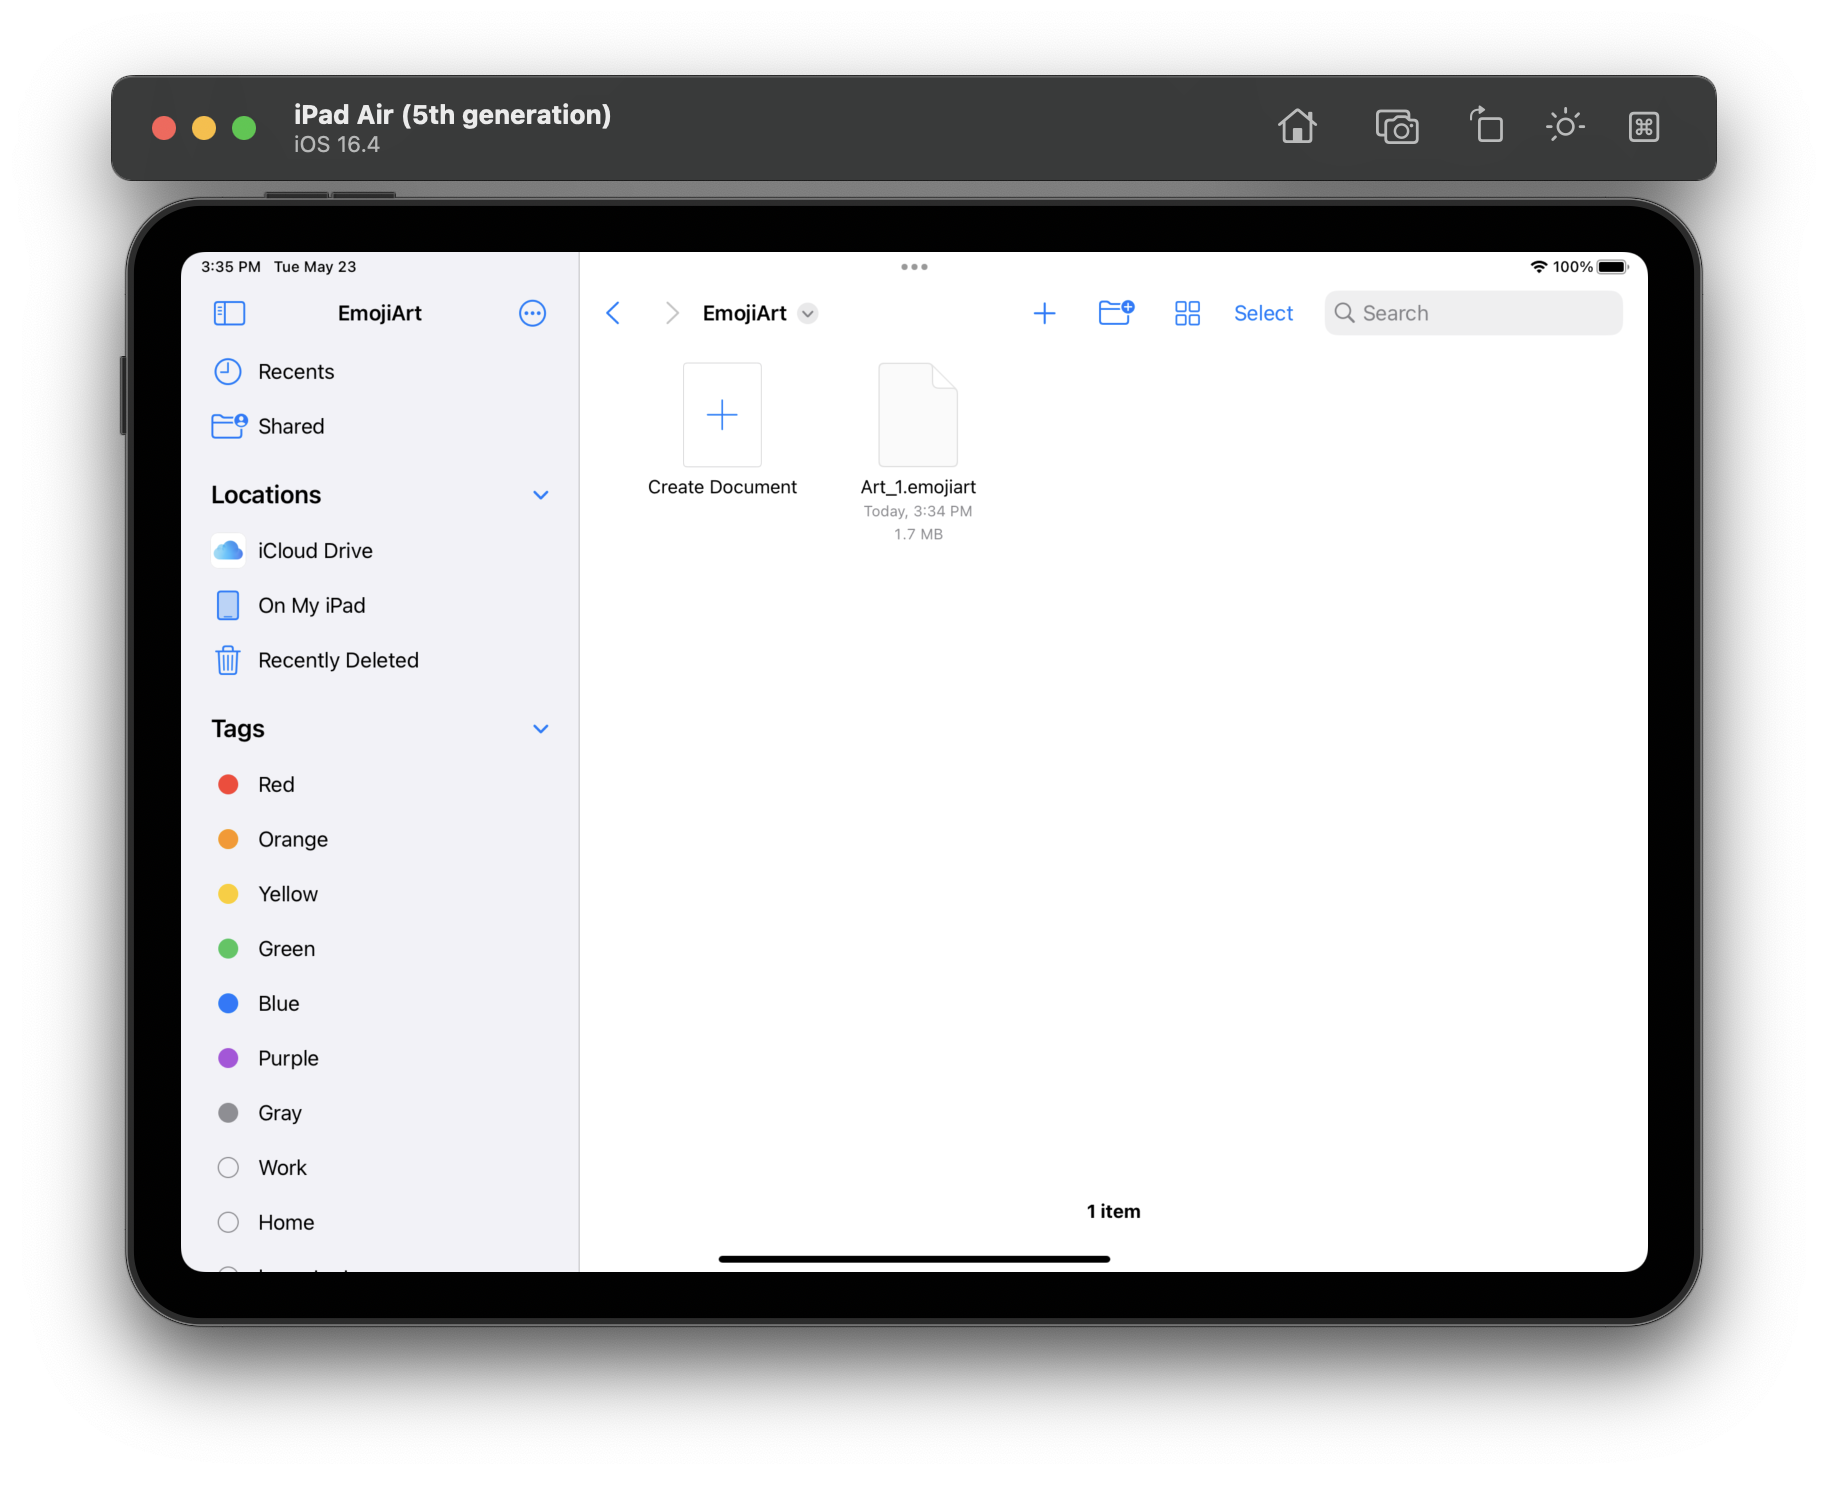 iPad Air (5th generation)
iOS 16.4
3:35 PM Tue May 23
100%
EmojiArt
Recents
Shared
Locations
iCloud Drive
On My iPad
Recently Deleted
Tags
Red
Orange
Yellow
Green
Blue
Purple
Gray
Work
Home
EmojiArt
Select
Search
Create Document
Art_1.emojiart
Today, 3:34 PM
1.7 MB
1 item